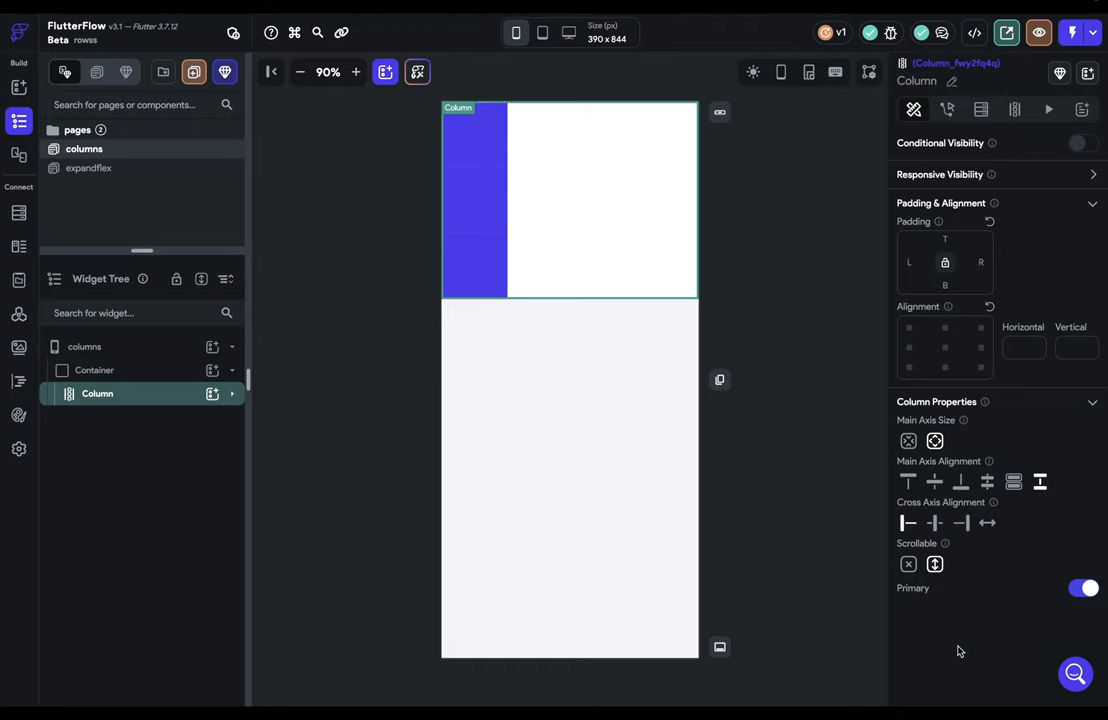 FlutterFlow v3.1 – Flutter 3.7.12
Beta rowss
90%
Size (px)
390 x 844
v1
Build
Connect
Search for pages or components...
pages 2
columns
expandflex
Widget Tree
Search for widget...
columns
Container
Column
Column
(Column_fwy2fq4q)
Column
Conditional Visibility
Responsive Visibility
Padding & Alignment
Padding
T
L R
B
Alignment
Horizontal Vertical
Column Properties
Main Axis Size
Main Axis Alignment
Cross Axis Alignment
Scrollable
Primary